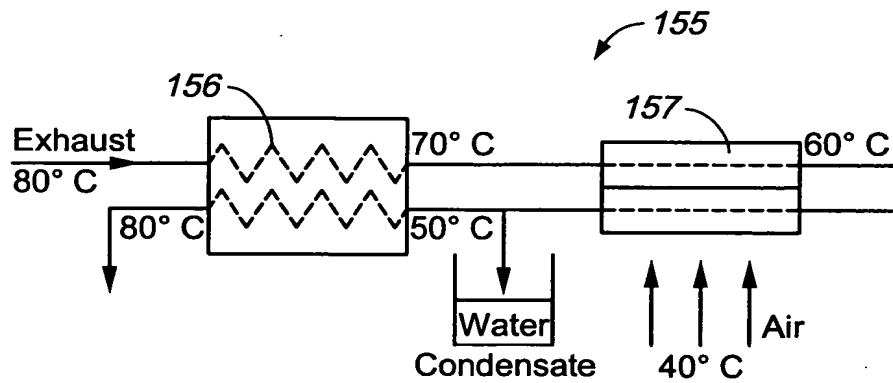 155
156
157
Exhaust
70° C
60° C
80° C
80° C
50° C
Water
Air
Condensate
40° C